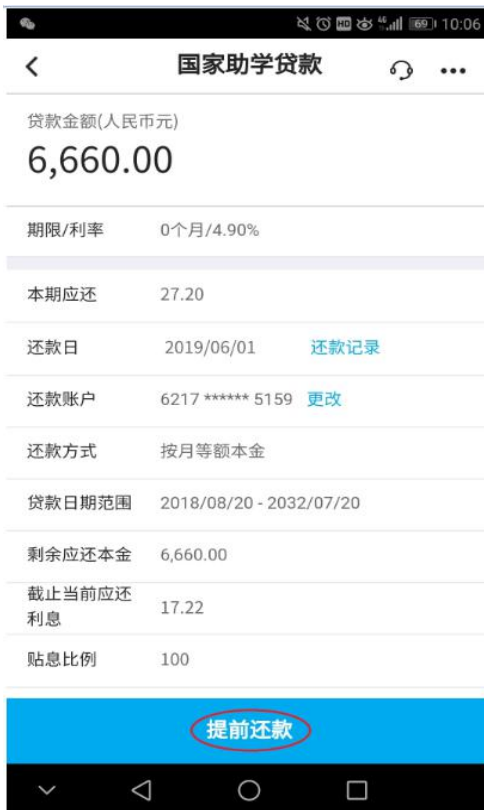 46 HD 69 10:06
国家助学贷款
贷款金额(人民币元)
6,660.00
期限/利率 0个月/4.90%
本期应还 27.20
还款日 2019/06/01 还款记录
还款账户 6217 ****** 5159 更改
还款方式 按月等额本金
贷款日期范围 2018/08/20 - 2032/07/20
剩余应还本金 6,660.00
截止当前应还
利息 17.22
贴息比例 100
提前还款